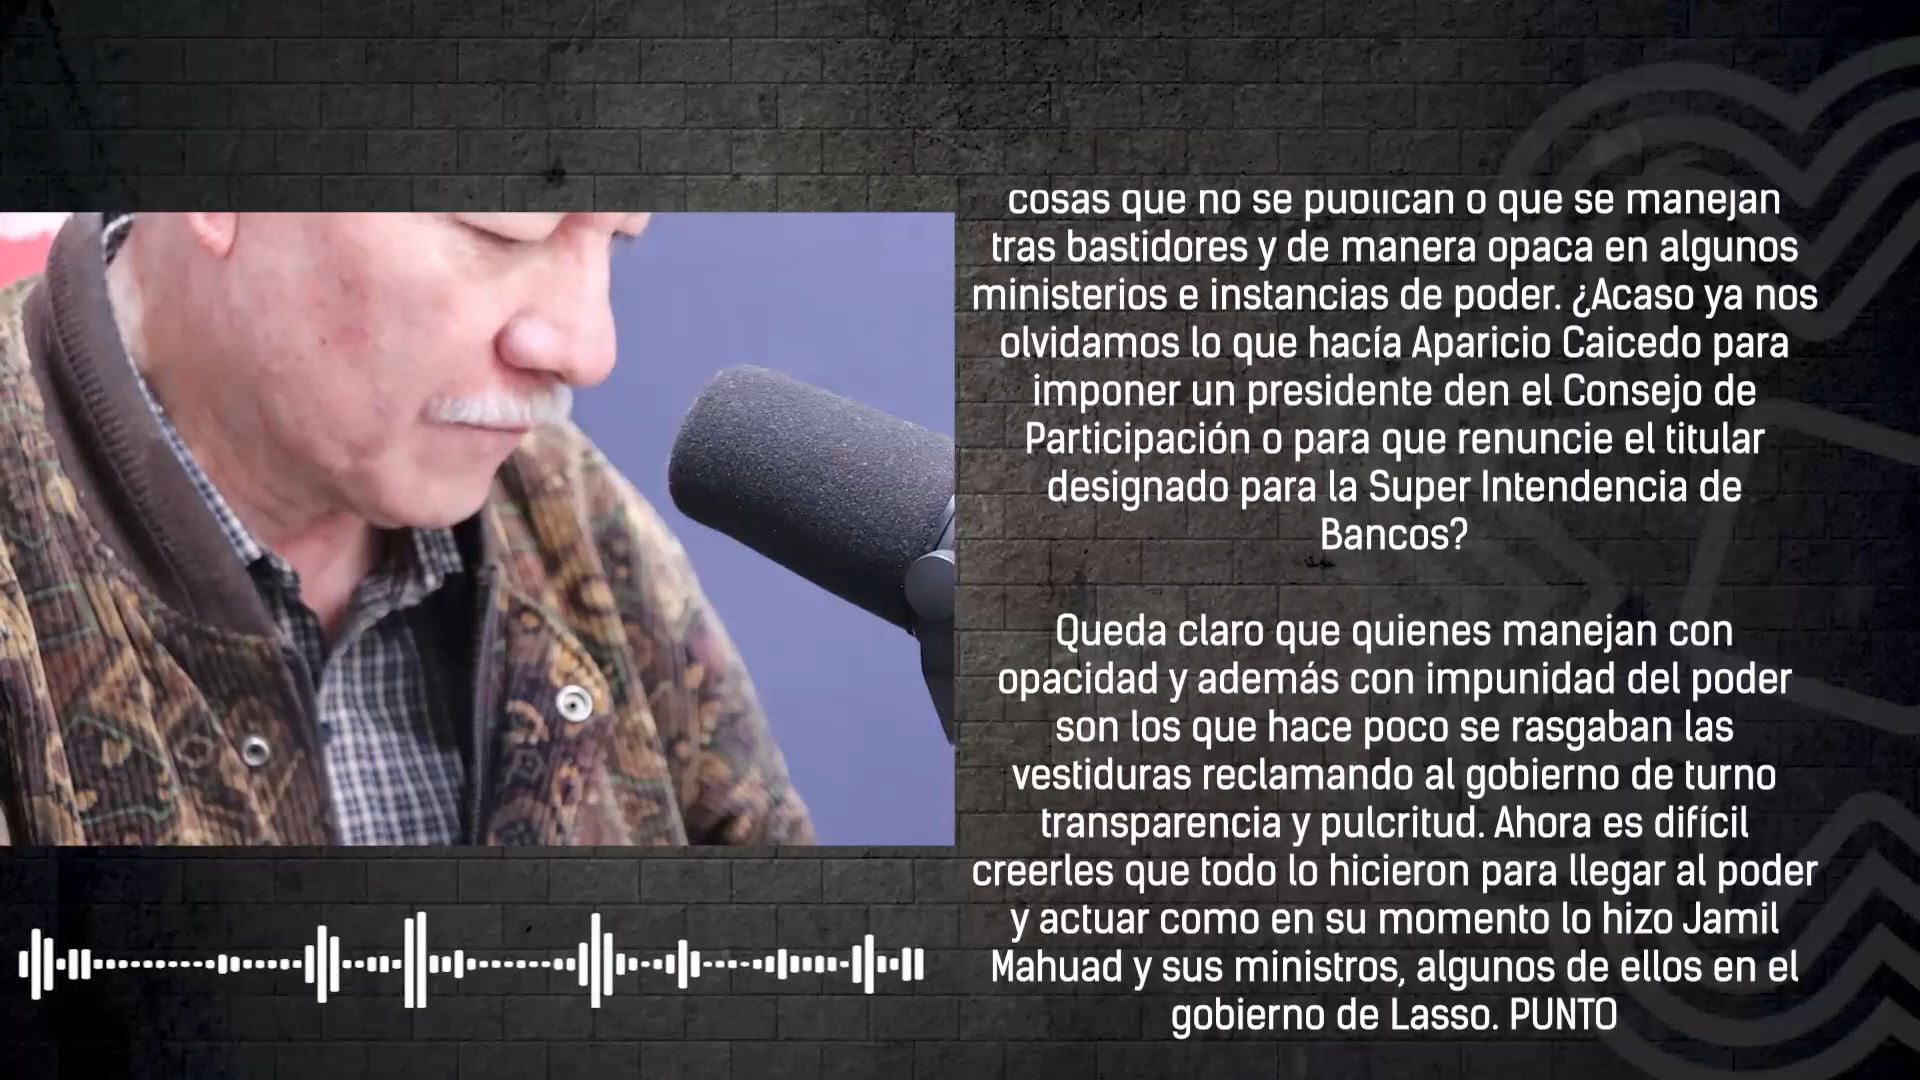 cosas que no se publican o que se manejan
tras bastidores y de manera opaca en algunos
ministerios e instancias de poder. ¿Acaso ya nos
olvidamos lo que hacía Aparicio Caicedo para
imponer un presidente den el Consejo de
Participación o para que renuncie el titular
designado para la Super Intendencia de
Bancos?
Queda claro que quienes manejan con
opacidad y además con impunidad del poder
son los que hace poco se rasgaban las
vestiduras reclamando al gobierno de turno
transparencia y pulcritud. Ahora es difícil
creerles que todo lo hicieron para llegar al poder
y actuar como en su momento lo hizo Jamil
Mahuad y sus ministros, algunos de ellos en el
gobierno de Lasso. PUNTO